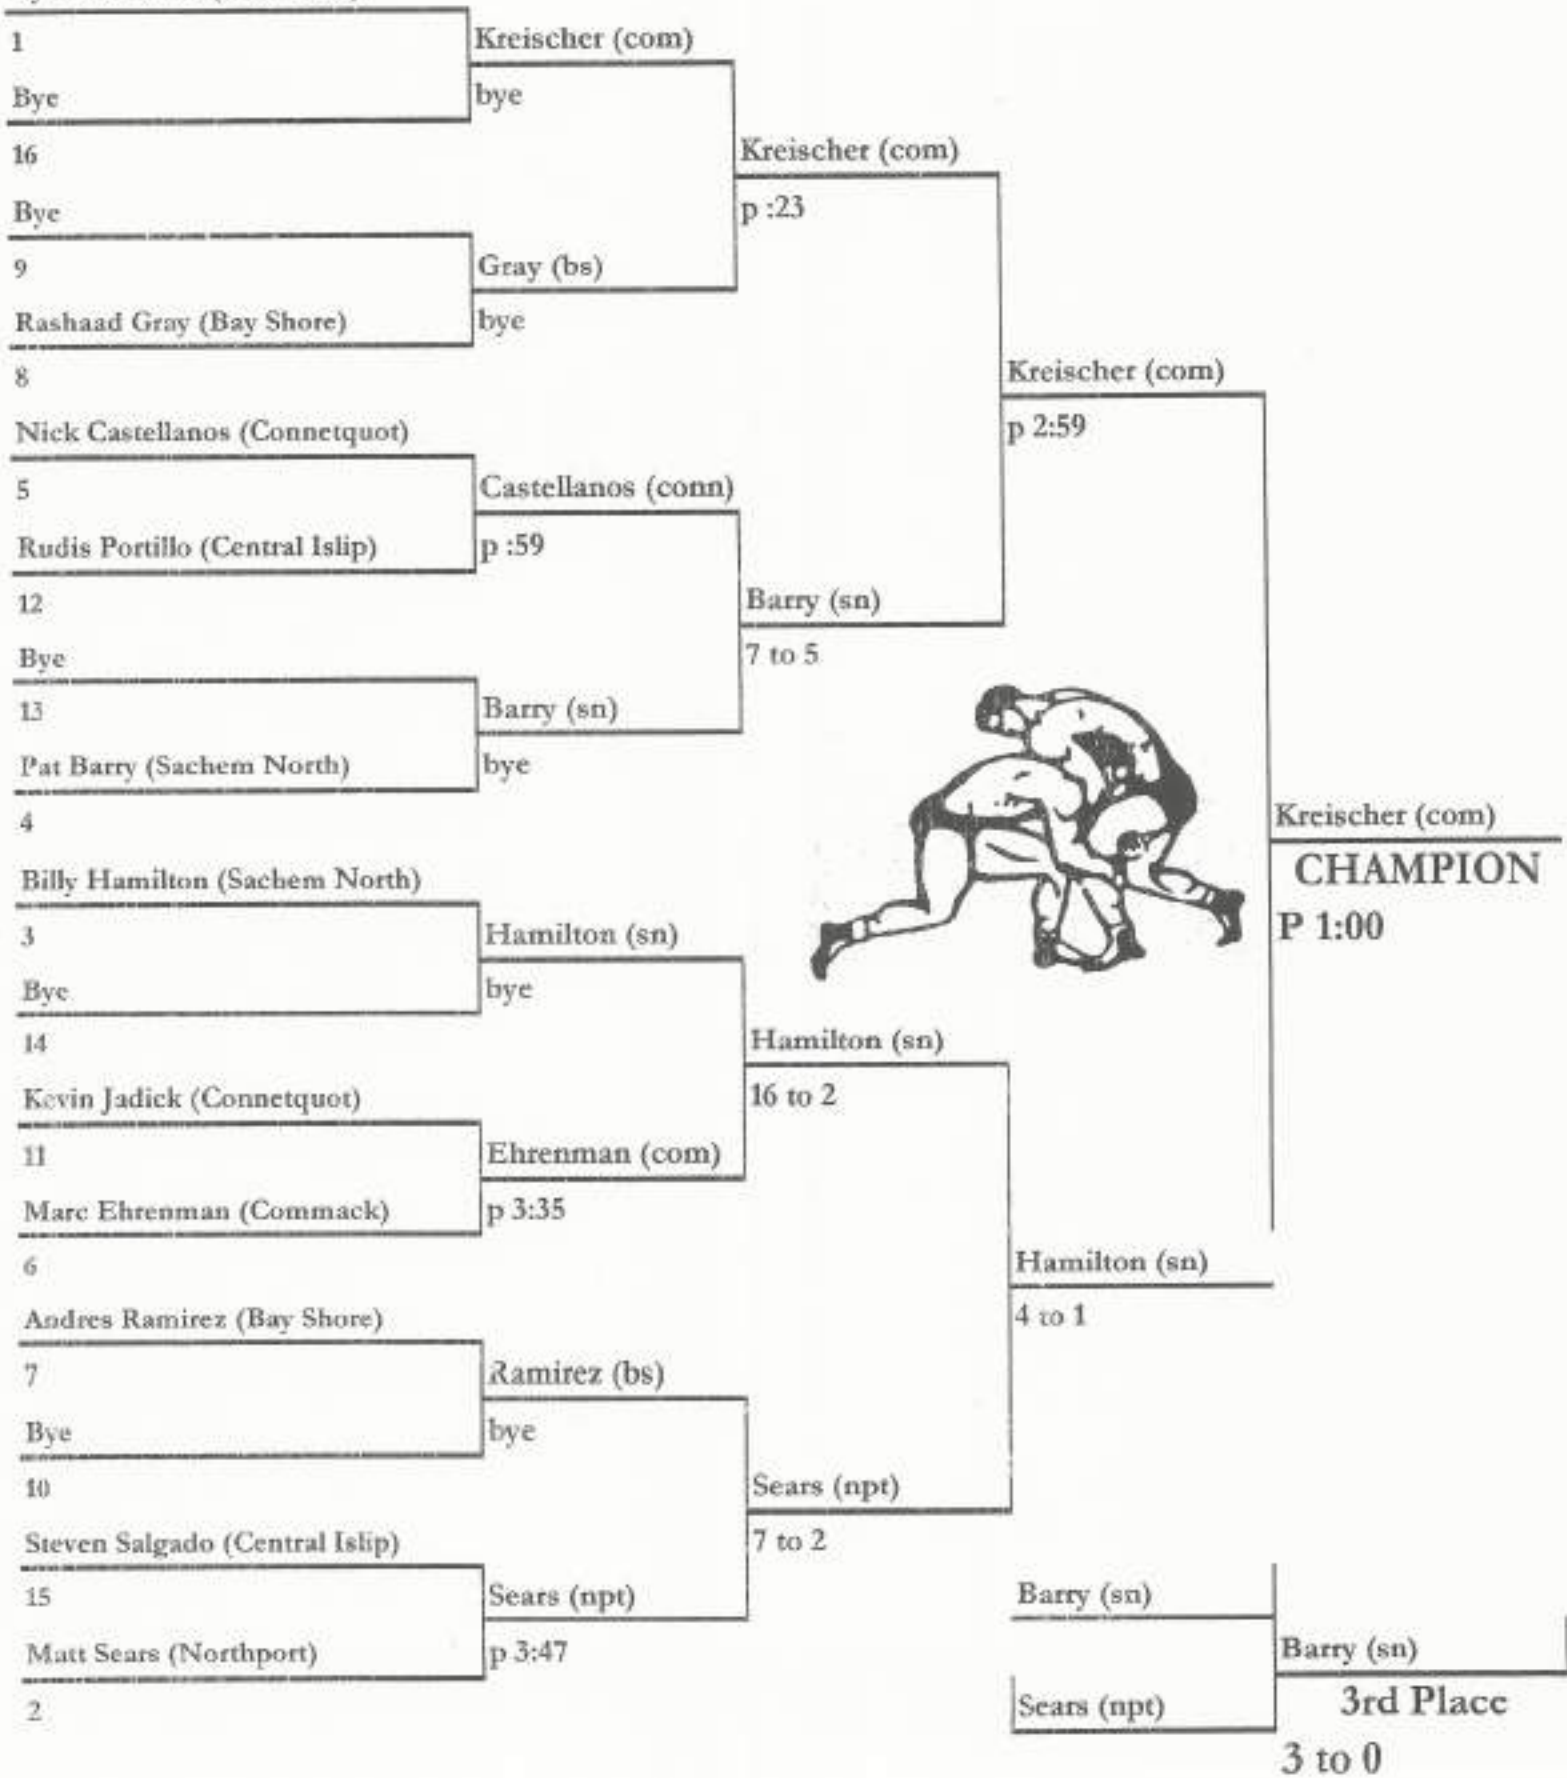 1
Kreischer (com)
Bye
bye
16
Kreischer (com)
Bye
p :23
9
Gray (bs)
Rashaad Gray (Bay Shore)
bye
8
Kreischer (com)
Nick Castellanos (Connetquot)
p 2:59
5
Castellanos (conn)
Rudis Portillo (Central Islip)
p :59
12
Barry (sn)
Bye
7 to 5
13
Barry (sn)
Pat Barry (Sachem North)
bye
4
Kreischer (com)
CHAMPION
P 1:00
Billy Hamilton (Sachem North)
3
Hamilton (sn)
Bye
bye
14
Hamilton (sn)
Kevin Jadick (Connetquot)
16 to 2
11
Ehrenman (com)
Marc Ehrenman (Commack)
p 3:35
6
Hamilton (sn)
Andres Ramirez (Bay Shore)
4 to 1
7
Ramirez (bs)
Bye
bye
10
Sears (npt)
Steven Salgado (Central Islip)
7 to 2
15
Sears (npt)
Barry (sn)
Matt Sears (Northport)
p 3:47
Barry (sn)
2
Sears (npt)
3rd Place
3 to 0